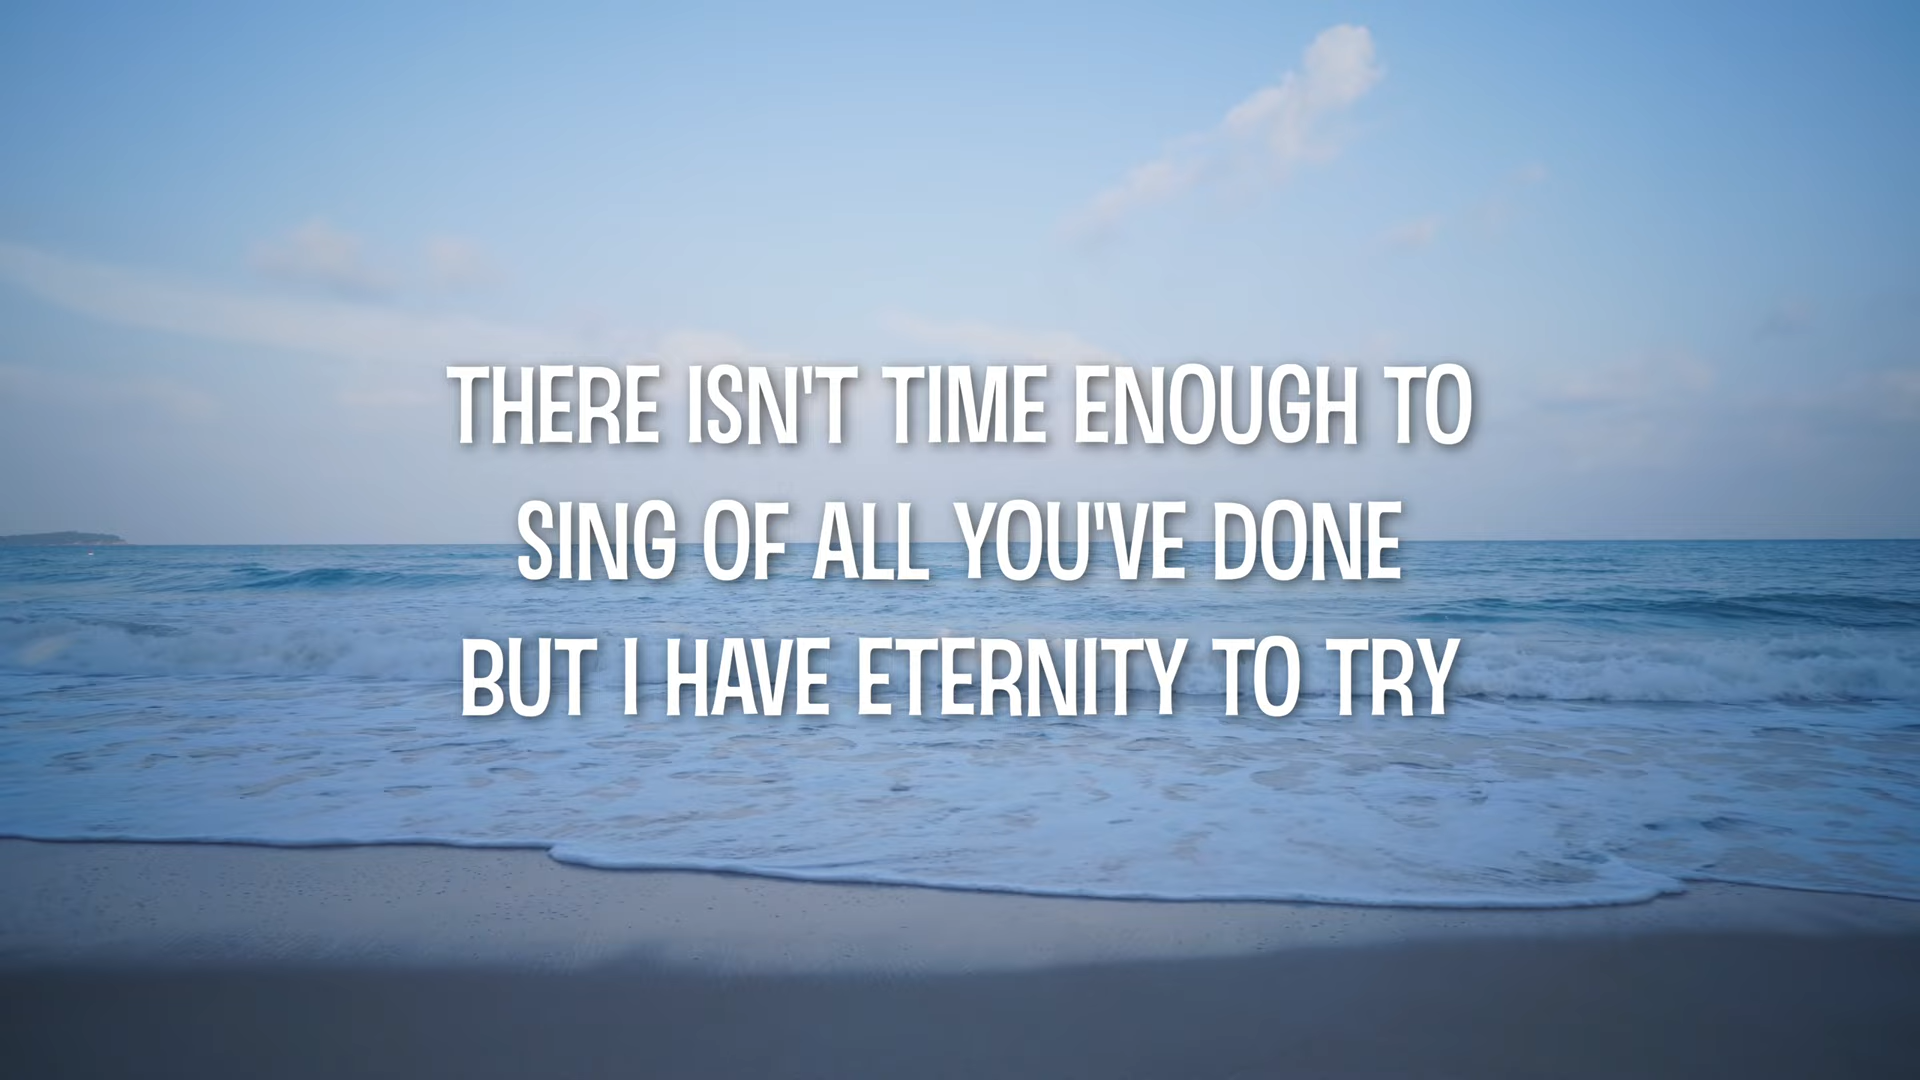 THERE ISN'T TIME ENOUGH TO
SING OF ALL YOU'VE DONE
BUT I HAVE ETERNITY TO TRY